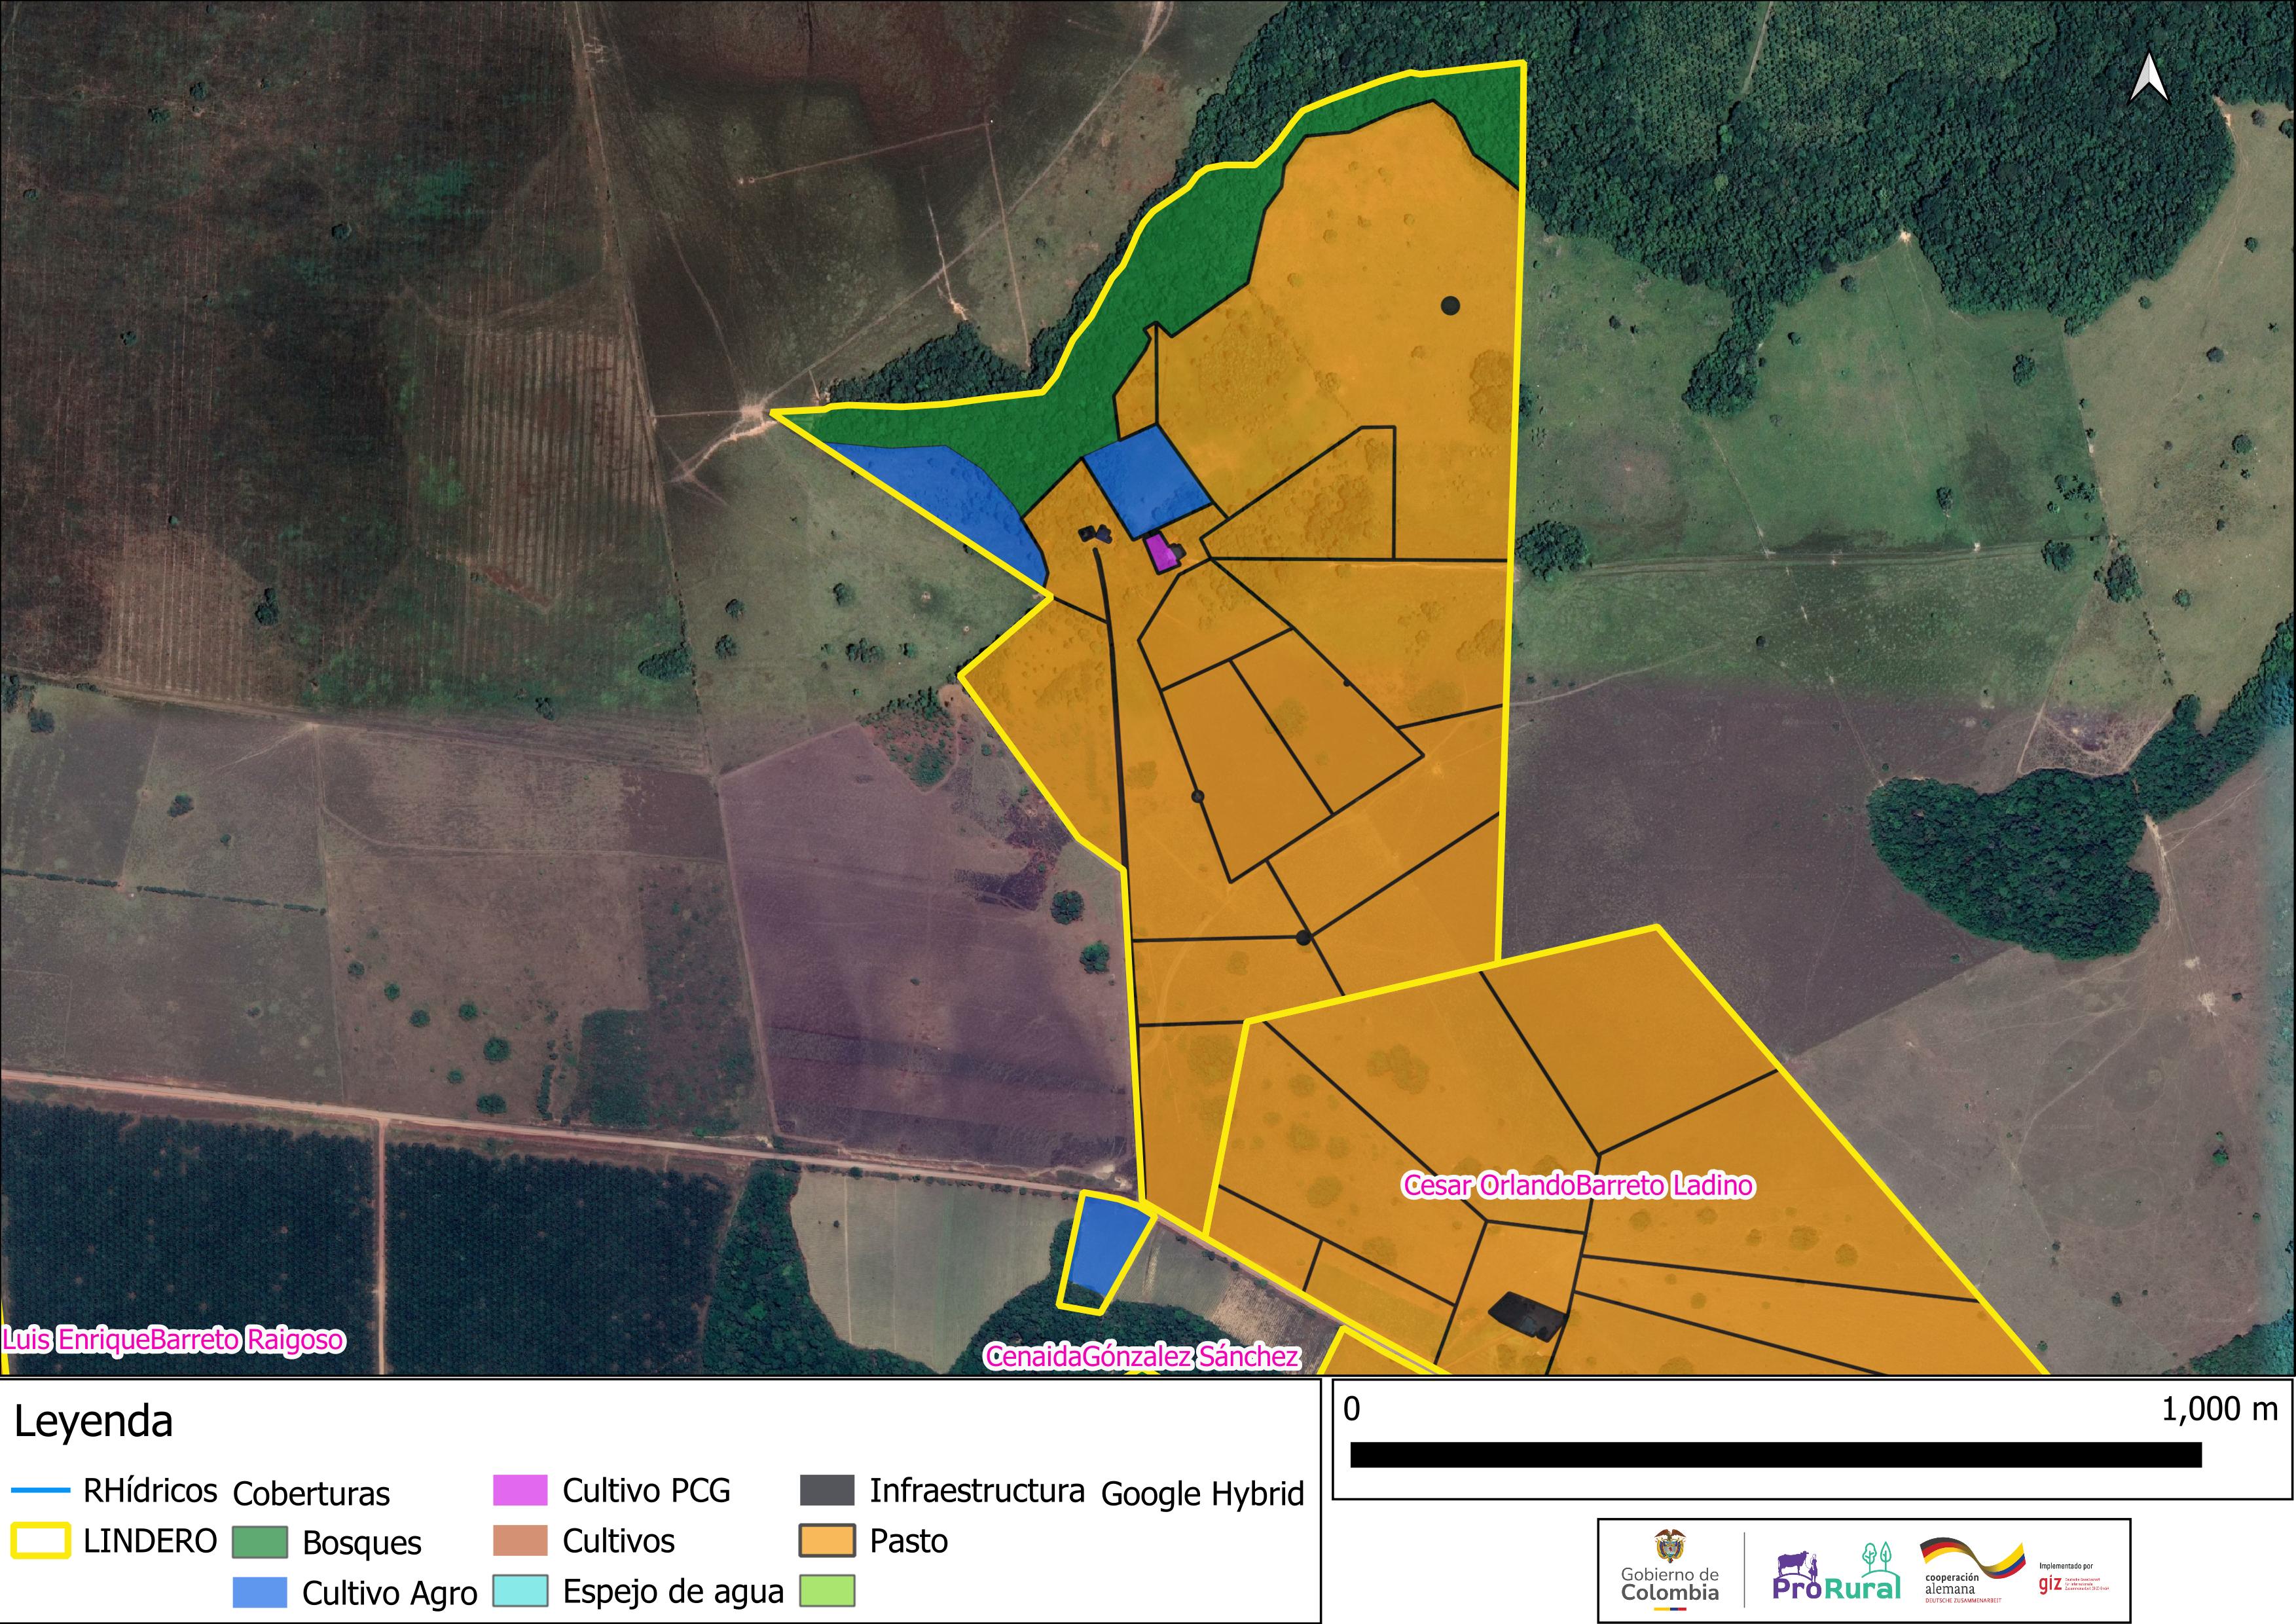 Cesar OrlandoBarreto Ladino
Luis EnriqueBarreto Raigoso
CenaidaGónzalez Sánchez
Leyenda
RHídricos
LINDERO
Coberturas
Bosques
Cultivo Agro
Cultivo PCG
Cultivos
Espejo de agua
Infraestructura
Pasto
Google Hybrid
0 1,000 m
Gobierno de
Colombia
ProRural
cooperación
alemana
DEUTSCHE ZUSAMMENARBEIT
Implementado por
giz